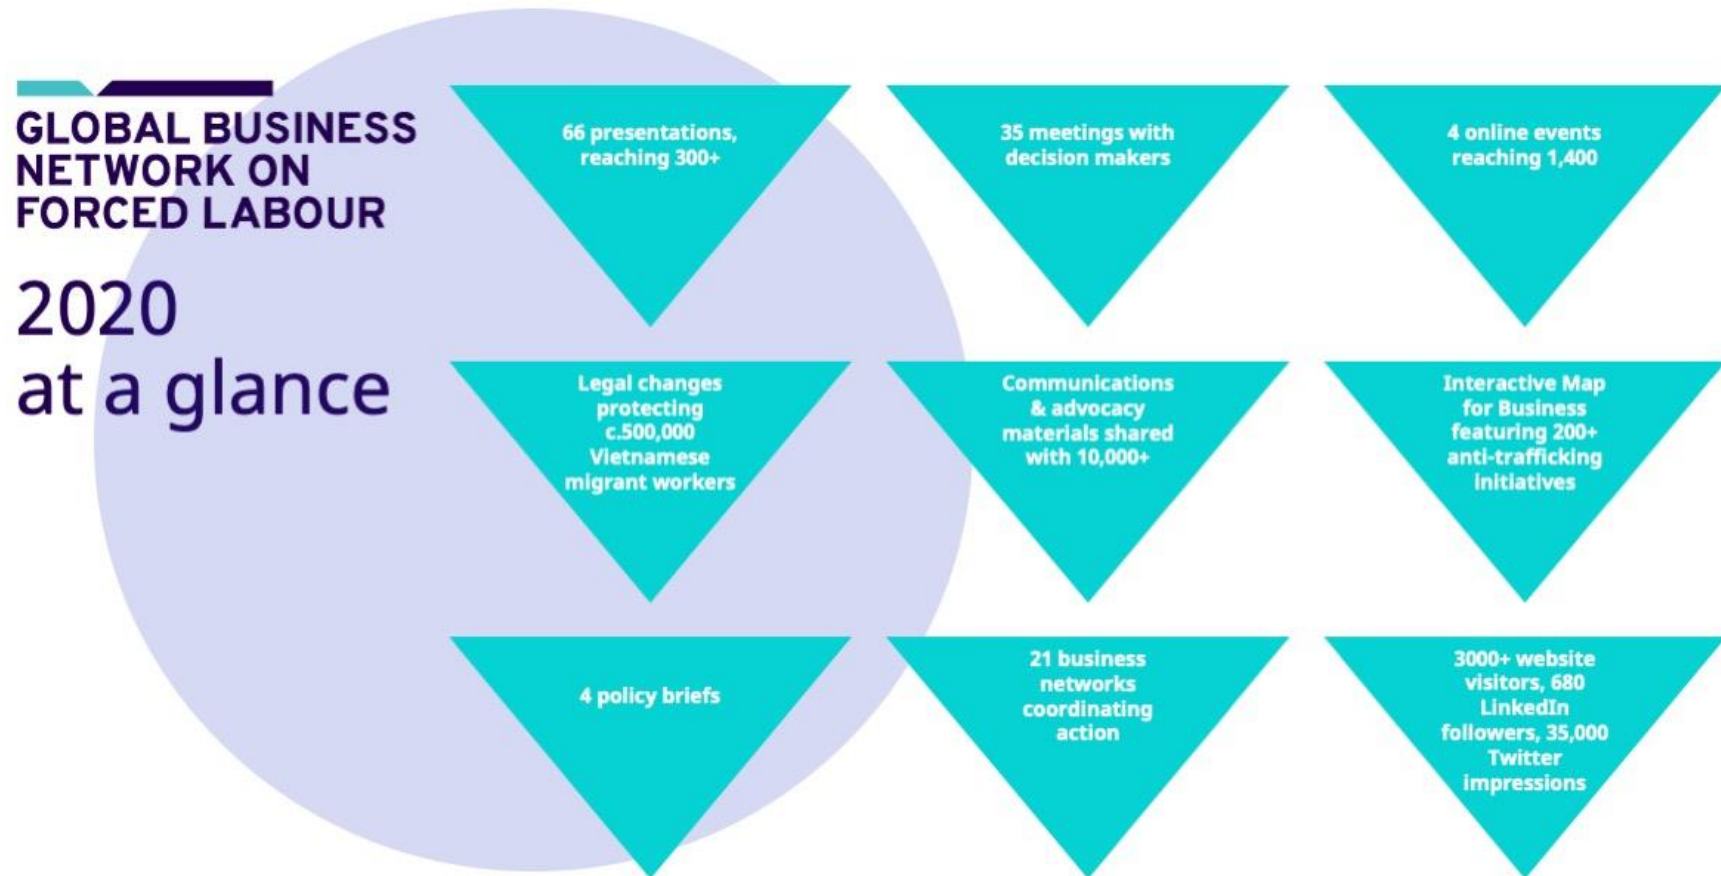 GLOBAL BUSINESS
NETWORK ON
FORCED LABOUR
2020
at a glance
66 presentations,
reaching 300+
35 meetings with
decision makers
4 online events
reaching 1,400
Legal changes
protecting
c.500,000
Vietnamese
migrant workers
Communications
& advocacy
materials shared
with 10,000+
Interactive Map
for Business
featuring 200+
anti-trafficking
initiatives
4 policy briefs
21 business
networks
coordinating
action
3000+ website
visitors, 680
LinkedIn
followers, 35,000
Twitter
impressions